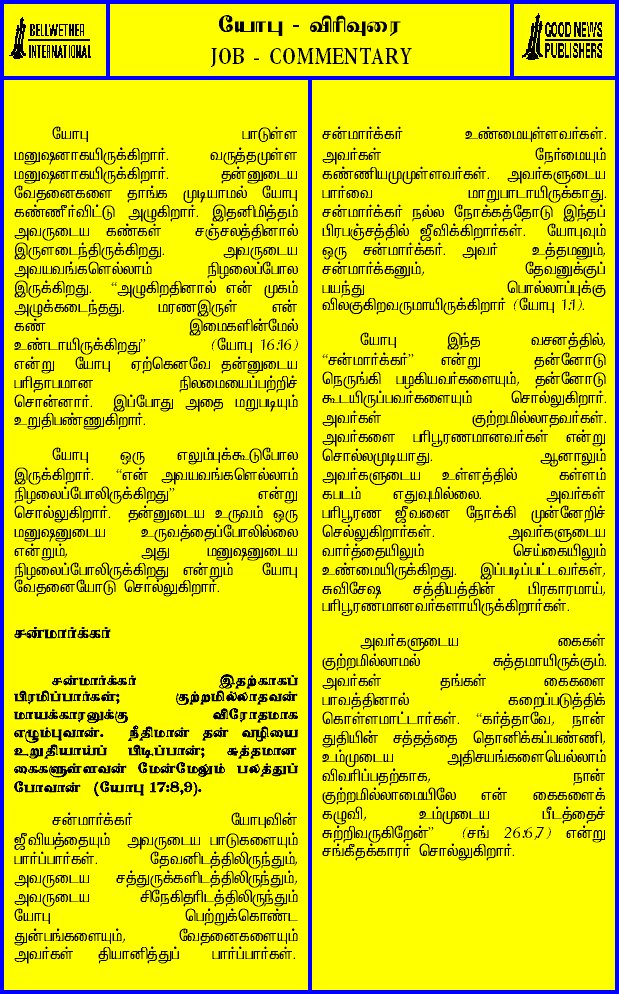 BELLWETHER
INTERNATIONAL
யோபு - விரிவுரை
JOB - COMMENTARY
GOOD NEWS
PUBLISHERS
யோபு பாடுள்ள
மனுஷனாகயிருக்கிறார். வருத்தமுள்ள
மனுஷனாகயிருக்கிறார். தன்னுடைய
வேதனைகளை தாங்க முடியாமல் யோபு
கண்ணீர்விட்டு அழுகிறார். இதனிமித்தம்
அவருடைய கண்கள் சஞ்சலத்தினால்
இருளடைந்திருக்கிறது. அவருடைய
அவயவங்களெல்லாம் நிழலைப்போல
இருக்கிறது. “அழுகிறதினால் என் முகம்
அழுக்கடைந்தது. மரணஇருள் என்
கண் இமைகளின்மேல்
உண்டாயிருக்கிறது” (யோபு 16:16)
என்று யோபு ஏற்கெனவே தன்னுடைய
பரிதாபமான நிலமையைப்பற்றிச்
சொன்னார். இப்போது அதை மறுபடியும்
உறுதிபண்ணுகிறார்.
யோபு ஒரு எலும்புக்கூடுபோல
இருக்கிறார். “என் அவயவங்களெல்லாம்
நிழலைப்போலிருக்கிறது” என்று
சொல்லுகிறார். தன்னுடைய உருவம் ஒரு
மனுஷனுடைய உருவத்தைப்போலில்லை
என்றும், அது மனுஷனுடைய
நிழலைப்போலிருக்கிறது என்றும் யோபு
வேதனையோடு சொல்லுகிறார்.
சன்மார்க்கர்
சன்மார்க்கர் இதற்காகப்
பிரமிப்பார்கள்; குற்றமில்லாதவன்
மாயக்காரனுக்கு விரோதமாக
எழும்புவான். நீதிமான் தன் வழியை
உறுதியாய்ப் பிடிப்பான்; சுத்தமான
கைகளுள்ளவன் மேன்மேலும் பலத்துப்
போவான் (யோபு 17:8,9).
சன்மார்க்கர் யோபுவின்
ஜீவியத்தையும் அவருடைய பாடுகளையும்
பார்ப்பார்கள். தேவனிடத்திலிருந்தும்,
அவருடைய சத்துருக்களிடத்திலிருந்தும்,
அவருடைய சிநேகிதரிடத்திலிருந்தும்
யோபு பெற்றுக்கொண்ட
துன்பங்களையும், வேதனைகளையும்
அவர்கள் தியானித்துப் பார்ப்பார்கள்.
சன்மார்க்கர் உண்மையுள்ளவர்கள்.
அவர்கள் நேர்மையும்
கண்ணியமுமுள்ளவர்கள். அவர்களுடைய
பார்வை மாறுபாடாயிருக்காது.
சன்மார்க்கர் நல்ல நோக்கத்தோடு இந்தப்
பிரபஞ்சத்தில் ஜீவிக்கிறார்கள். யோபுவும்
ஒரு சன்மார்க்கர். அவர் உத்தமனும்,
சன்மார்க்கனும், தேவனுக்குப்
பயந்து பொல்லாப்புக்கு
விலகுகிறவருமாயிருக்கிறார் (யோபு 1:1).
யோபு இந்த வசனத்தில்,
“சன்மார்க்கர்” என்று தன்னோடு
நெருங்கி பழகியவர்களையும், தன்னோடு
கூடயிருப்பவர்களையும் சொல்லுகிறார்.
அவர்கள் குற்றமில்லாதவர்கள்.
அவர்களை பரிபூரணமானவர்கள் என்று
சொல்லமுடியாது. ஆனாலும்
அவர்களுடைய உள்ளத்தில் கள்ளம்
கபடம் எதுவுமில்லை. அவர்கள்
பரிபூரண ஜீவனை நோக்கி முன்னேறிச்
செல்லுகிறார்கள். அவர்களுடைய
வார்த்தையிலும் செய்கையிலும்
உண்மையிருக்கிறது. இப்படிப்பட்டவர்கள்,
சுவிசேஷ சத்தியத்தின் பிரகாரமாய்,
பரிபூரணமானவர்களாயிருக்கிறார்கள்.
அவர்களுடைய கைகள்
குற்றமில்லாமல் சுத்தமாயிருக்கும்.
அவர்கள் தங்கள் கைகளை
பாவத்தினால் கறைப்படுத்திக்
கொள்ளமாட்டார்கள். “கர்த்தாவே, நான்
துதியின் சத்தத்தை தொனிக்கப்பண்ணி,
உம்முடைய அதிசயங்களையெல்லாம்
விவரிப்பதற்காக, நான்
குற்றமில்லாமையிலே என் கைகளைக்
கழுவி, உம்முடைய பீடத்தைச்
சுற்றிவருகிறேன்” (சங் 26:6,7) என்று
சங்கீதக்காரர் சொல்லுகிறார்.